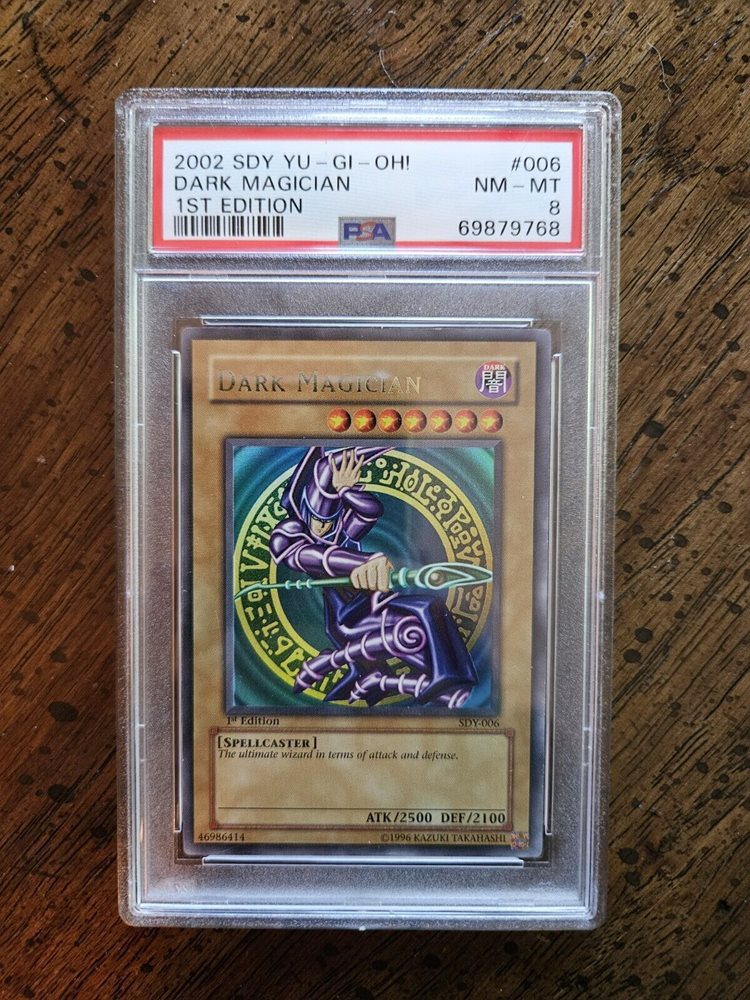 2002 SDY YU-GI-OH! #006
DARK MAGICIAN NM-MT
1ST EDITION 8
PSA 69879768
DARK MAGICIAN
DARK
闇
1st Edition SDY-006
[SPELLCASTER]
The ultimate wizard in terms of attack and defense.
ATK/2500 DEF/2100
46986414 ©1996 KAZUKI TAKAHASHI